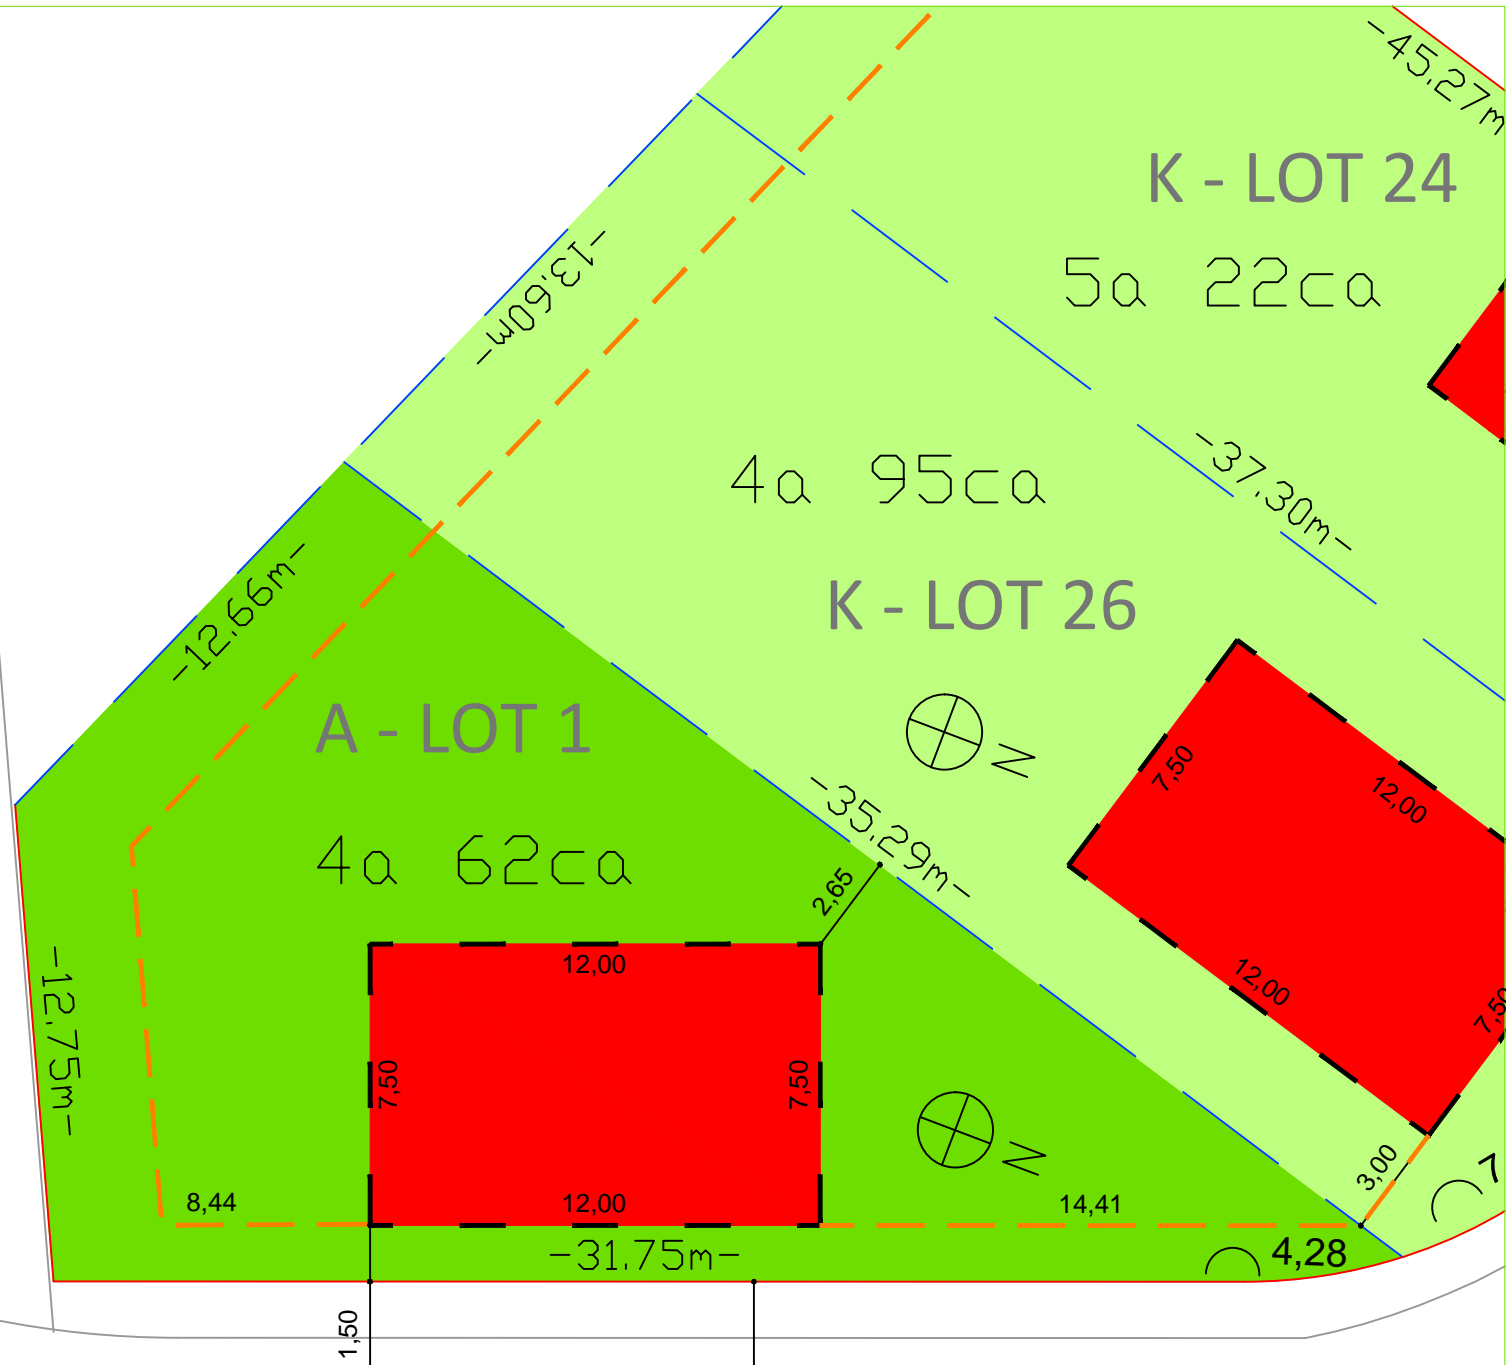 -45.27m
K - LOT 24
-13.60m-
5a 22ca
4a 95ca
-37.30m-
K - LOT 26
-12.66m-
A - LOT 1
N
7,50
12,00
-35.29m-
4a 62ca
2,65
12,00
12,00
7,50
-12.75m-
7,50
7,50
N
3,00
7
8,44
12,00
14,41
-31.75m-
4,28
1,50